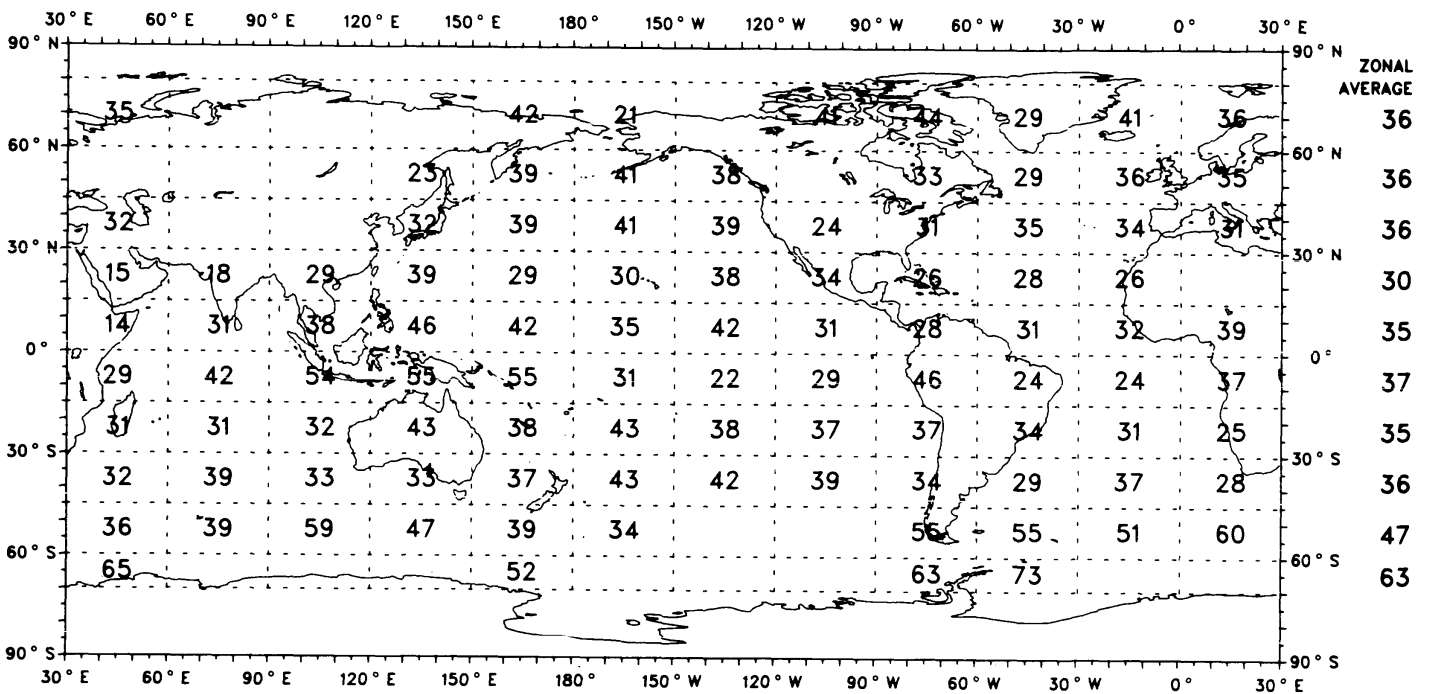 30° E 60° E 90° E 120° E 150° E 180° 150° W 120° W 90° W 60° W 30° W 0° 30° E
90° N 90° N
ZONAL
AVERAGE
35 42 21 41 44 29 41 36 36
60° N 60° N
23 39 41 38 33 29 36 35 36
32 32 39 41 39 24 31 35 34 31 36
30° N 30° N
15 18 29 39 29 30 38 34 26 28 26 30
14 31 38 46 42 35 42 31 28 31 32 39 35
0° 0°
29 42 54 55 55 31 22 29 46 24 24 37 37
31 31 32 43 38 43 38 37 37 34 31 25 35
30° S 30° S
32 39 33 33 37 43 42 39 34 29 37 28 36
36 39 59 47 39 34 55 51 60 47
60° S 60° S
65 52 63 73 63
90° S 90° S
30° E 60° E 90° E 120° E 150° E 180° 150° W 120° W 90° W 60° W 30° W 0° 30° E